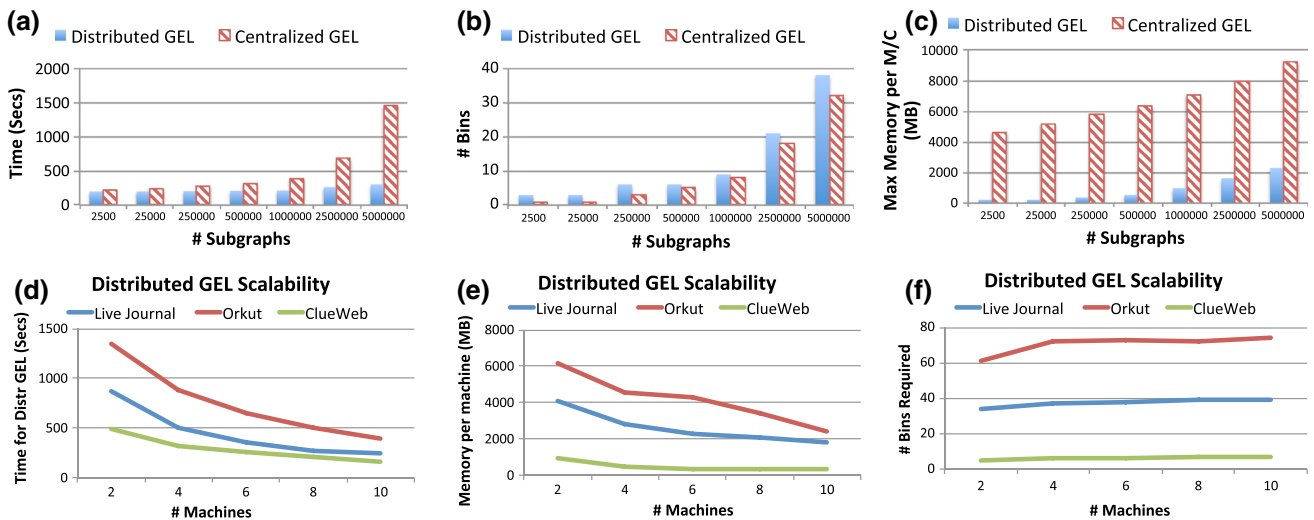 (a)
Distributed GEL
Centralized GEL
Time (Secs)
2000
1500
1000
500
0
2500
25000
250000
500000
1000000
2500000
5000000
# Subgraphs
(b)
Distributed GEL
Centralized GEL
# Bins
40
30
20
10
0
2500
25000
250000
500000
1000000
2500000
5000000
# Subgraphs
(c)
Distributed GEL
Centralized GEL
Max Memory per M/C
(MB)
10000
8000
6000
4000
2000
0
2500
25000
250000
500000
1000000
2500000
5000000
# Subgraphs
(d)
Distributed GEL Scalability
Live Journal
Orkut
ClueWeb
Time for Distr GEL (Secs)
1500
1000
500
0
2
4
6
8
10
# Machines
(e)
Distributed GEL Scalability
Live Journal
Orkut
ClueWeb
Memory per machine (MB)
8000
6000
4000
2000
0
2
4
6
8
10
# Machines
(f)
Distributed GEL Scalability
Live Journal
Orkut
ClueWeb
# Bins Required
80
60
40
20
0
2
4
6
8
10
# Machines